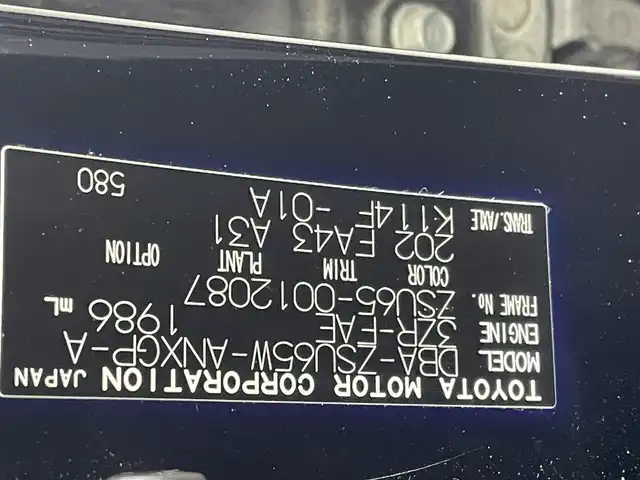 TOYOTA MOTOR CORPORATION JAPAN
MODEL DBA-ZSU65W-ANXGP-A
ENGINE 3ZR-FAE 1986 mL
FRAME No. ZSU65-0012087
COLOR TRIM PLANT OPTION
202 EA43 A31
TRANS./AXLE K114F-01A 580